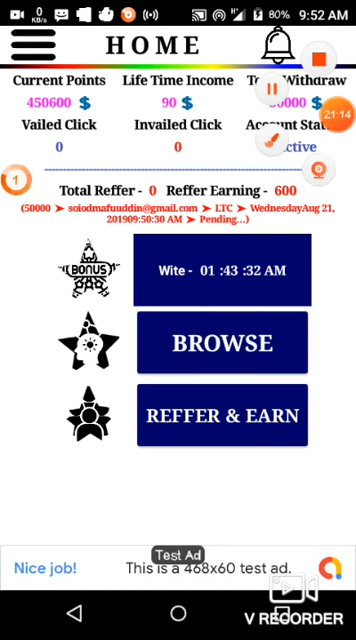 0
KB/s
80%
9:52 AM
HOME
Current Points
Life Time Income
450600
90
21:14
Vailed Click
Invailed Click
0
0
1
Total Reffer - 0 Reffer Earning - 600
(50000 ➤ soiodmafuuddin@gmail.com ➤ LTC ➤ WednesdayAug 21,
201909:50:30 AM ➤ Pending...)
BONUS
Wite - 01 :43 :32 AM
BROWSE
REFFER & EARN
Test Ad
Nice job!
This is a 468x60 test ad.
V RECORDER